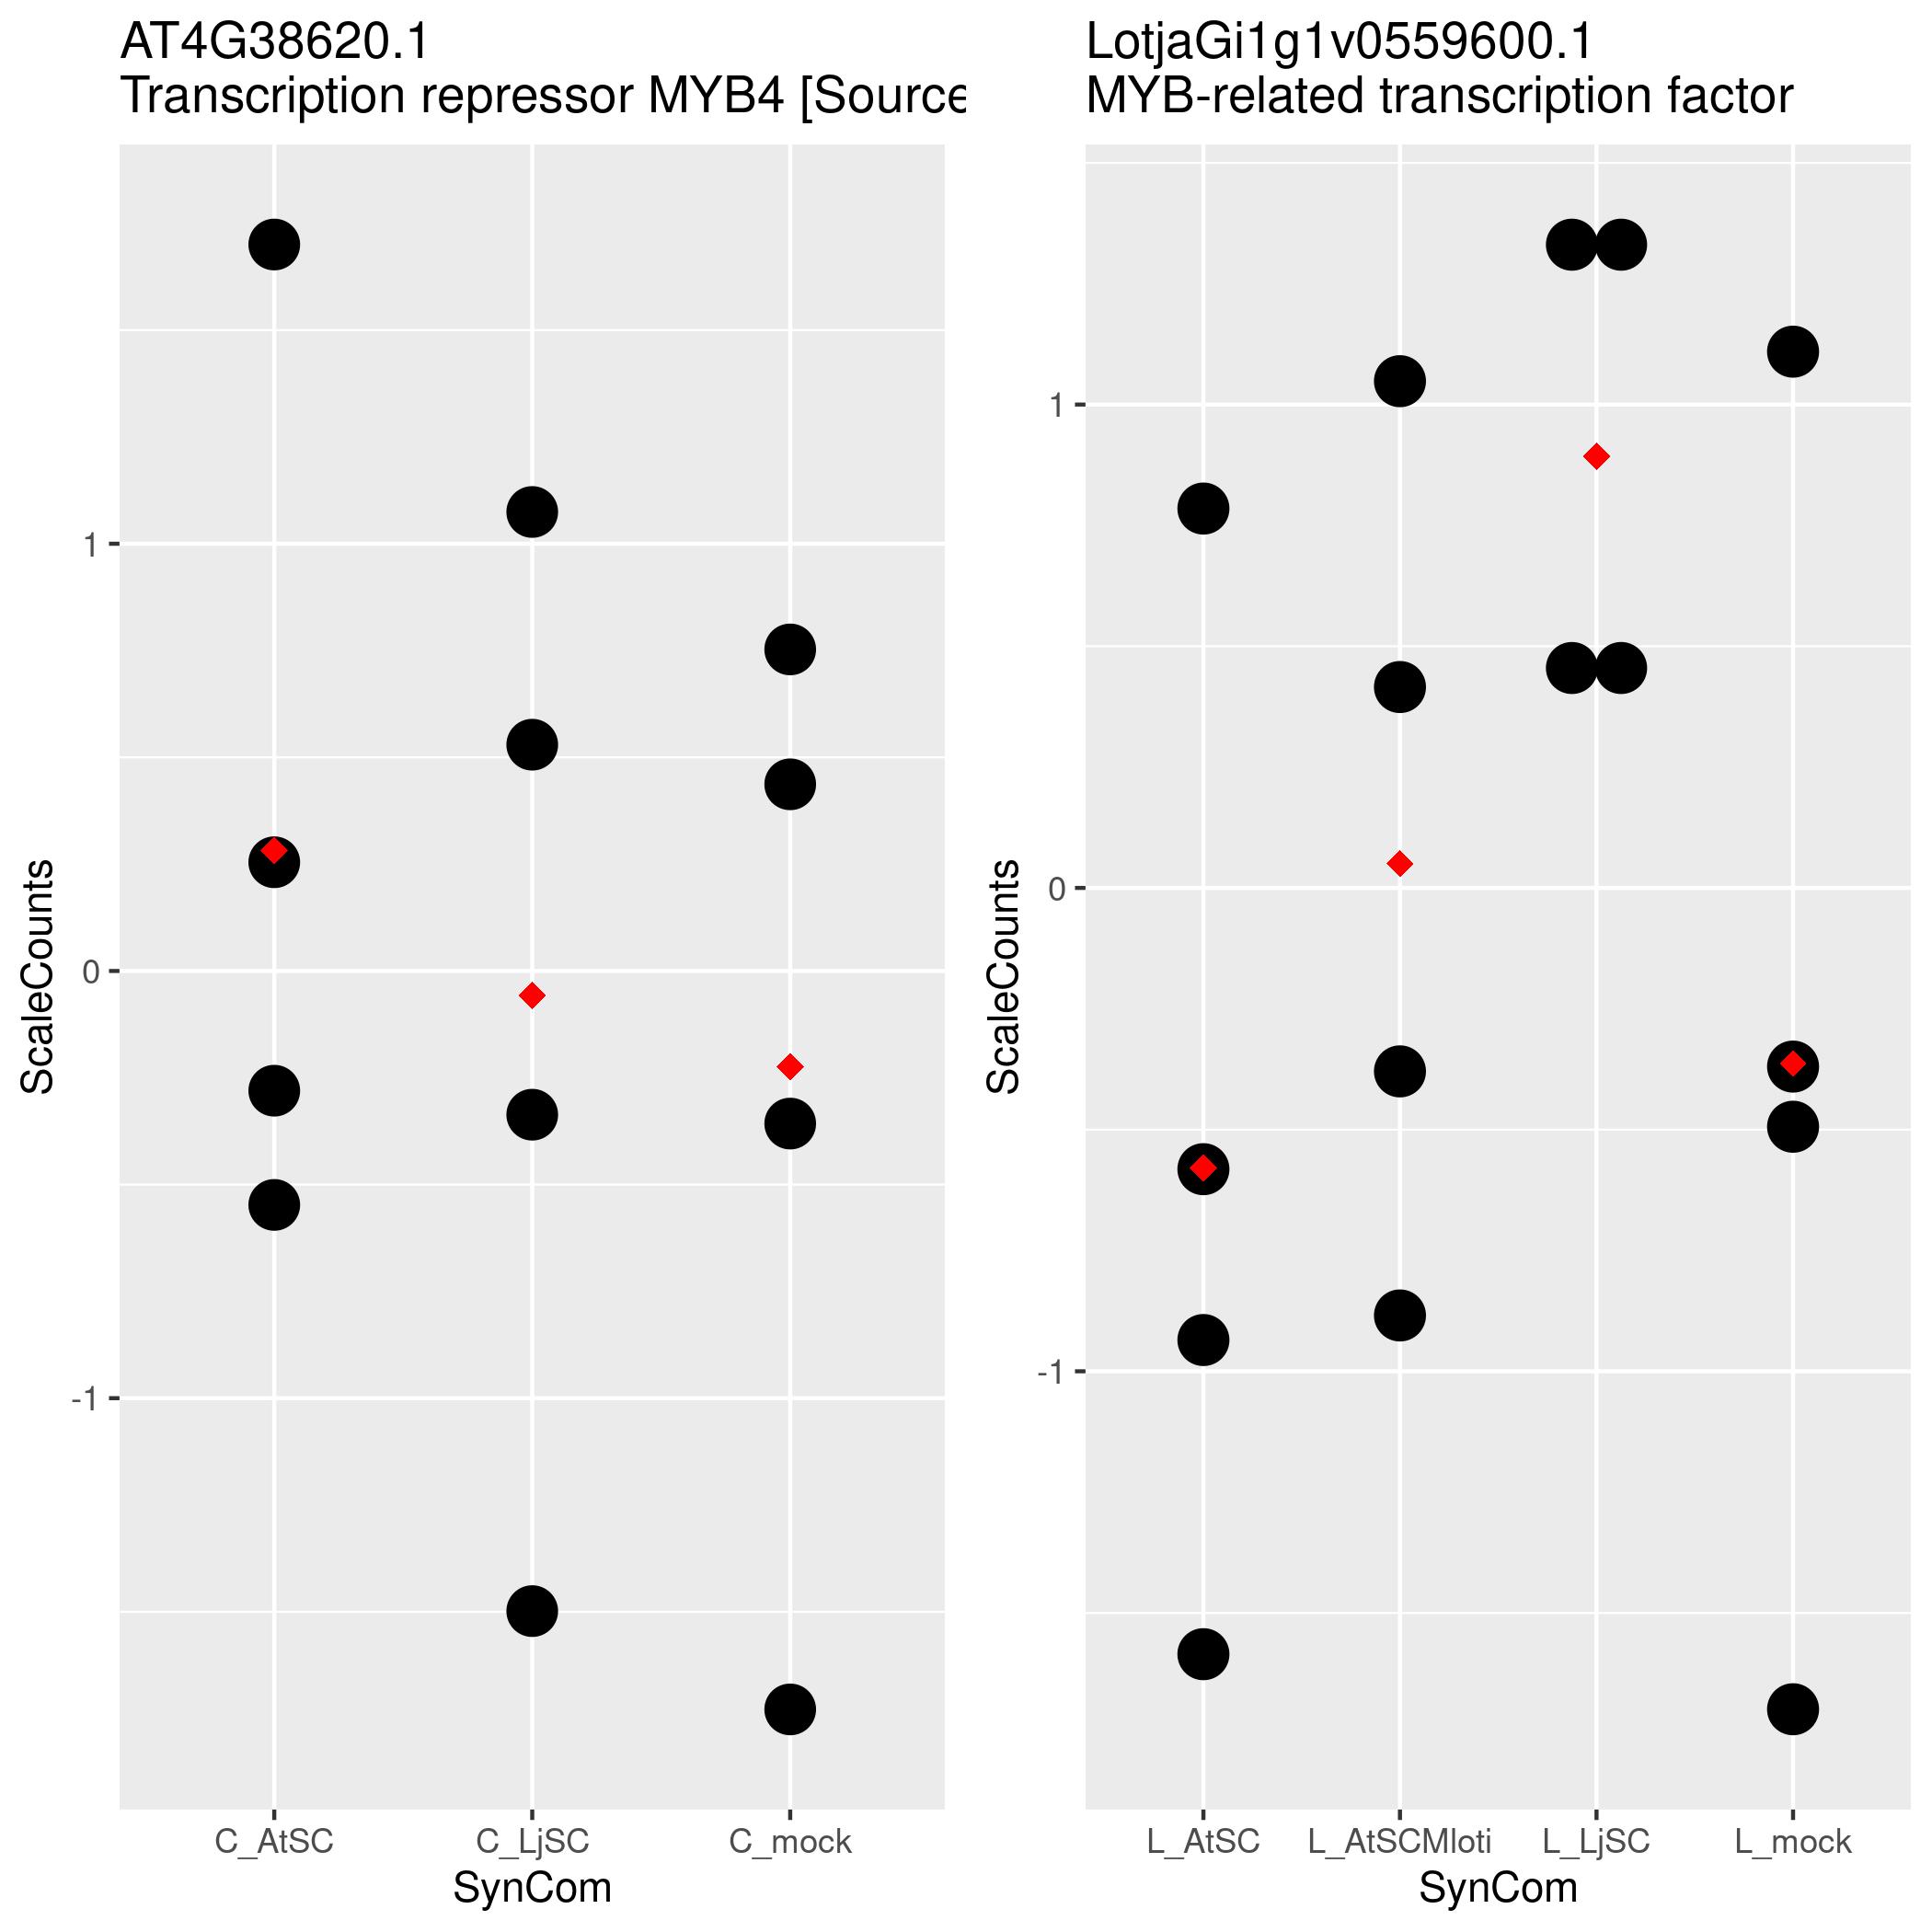 AT4G38620.1
Transcription repressor MYB4 [Source
ScaleCounts
1
0
-1
C_AtSC
C_LjSC
C_mock
SynCom
LotjaGi1g1v0559600.1
MYB-related transcription factor
ScaleCounts
1
0
-1
L_AtSC
L_AtSCMloti
L_LjSC
L_mock
SynCom